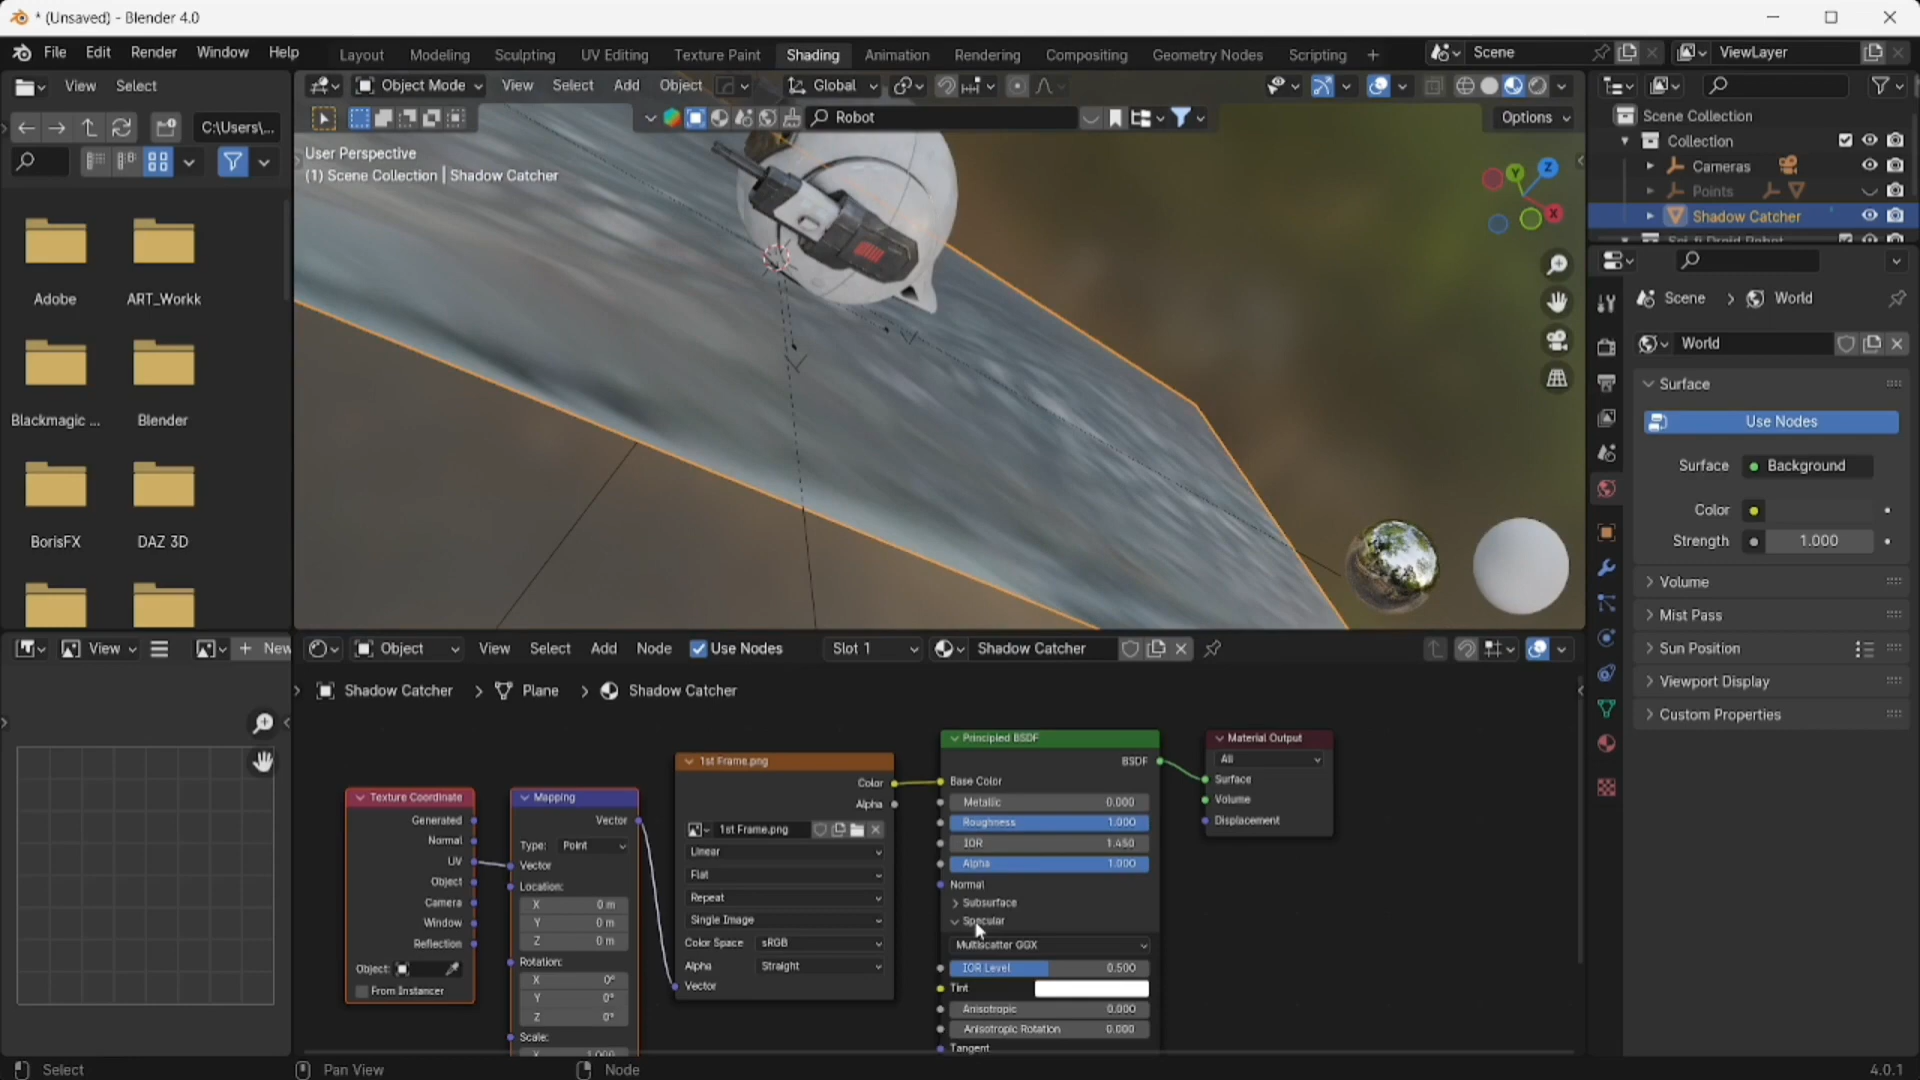 * (Unsaved) - Blender 4.0
File Edit Render Window Help
Layout Modeling Sculpting UV Editing Texture Paint Shading Animation Rendering Compositing Geometry Nodes Scripting +
Scene
ViewLayer
View Select
Object Mode View Select Add Object Global
C:\Users\...
Robot
Options
User Perspective
(1) Scene Collection | Shadow Catcher
Adobe
ART_Workk
Blackmagic ...
Blender
BorisFX
DAZ 3D
Y
Z
X
Scene Collection
Collection
Cameras
Points
Shadow Catcher
Sci-fi Droid Robot
Scene > World
World
Surface
Use Nodes
Surface Background
Color
Strength 1.000
Volume
Mist Pass
Sun Position
Viewport Display
Custom Properties
View
+ New
Object View Select Add Node Use Nodes Slot 1 Shadow Catcher
Shadow Catcher > Plane > Shadow Catcher
Texture Coordinate
Generated
Normal
UV
Object
Camera
Window
Reflection
Object:
From Instancer
Mapping
Vector
Type: Point
Vector
Location:
X 0 m
Y 0 m
Z 0 m
Rotation:
X 0°
Y 0°
Z 0°
Scale:
X 1.000
1st Frame.png
Color
Alpha
1st Frame.png
Linear
Flat
Repeat
Single Image
Color Space sRGB
Alpha Straight
Vector
Principled BSDF
BSDF
Base Color
Metallic 0.000
Roughness 1.000
IOR 1.450
Alpha 1.000
Normal
Subsurface
Specular
Multiscatter GGX
IOR Level 0.500
Tint
Anisotropic 0.000
Anisotropic Rotation 0.000
Tangent
Material Output
All
Surface
Volume
Displacement
Select
Pan View
Node
4.0.1